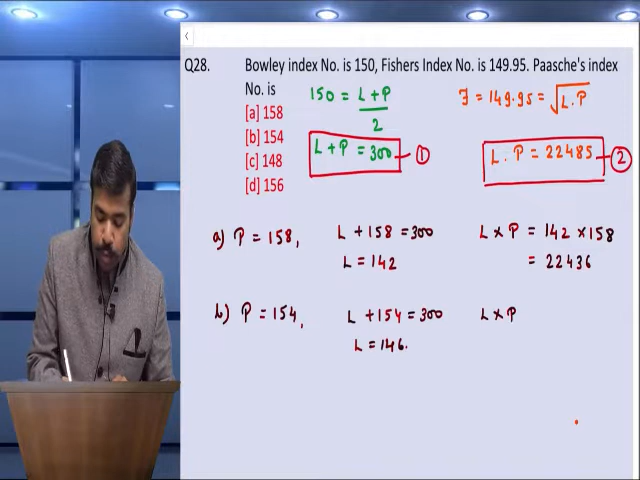 Q28. Bowley index No. is 150, Fishers Index No. is 149.95. Paasche's index
No. is
[a] 158
[b] 154
[c] 148
[d] 156
150 = L+P / 2
L + P = 300 — ①
F = 149.95 = √L.P
L . P = 22485 — ②
a) P = 158, L + 158 = 300 L × P = 142 × 158
L = 142 = 22436
b) P = 154, L + 154 = 300 L × P
L = 146.